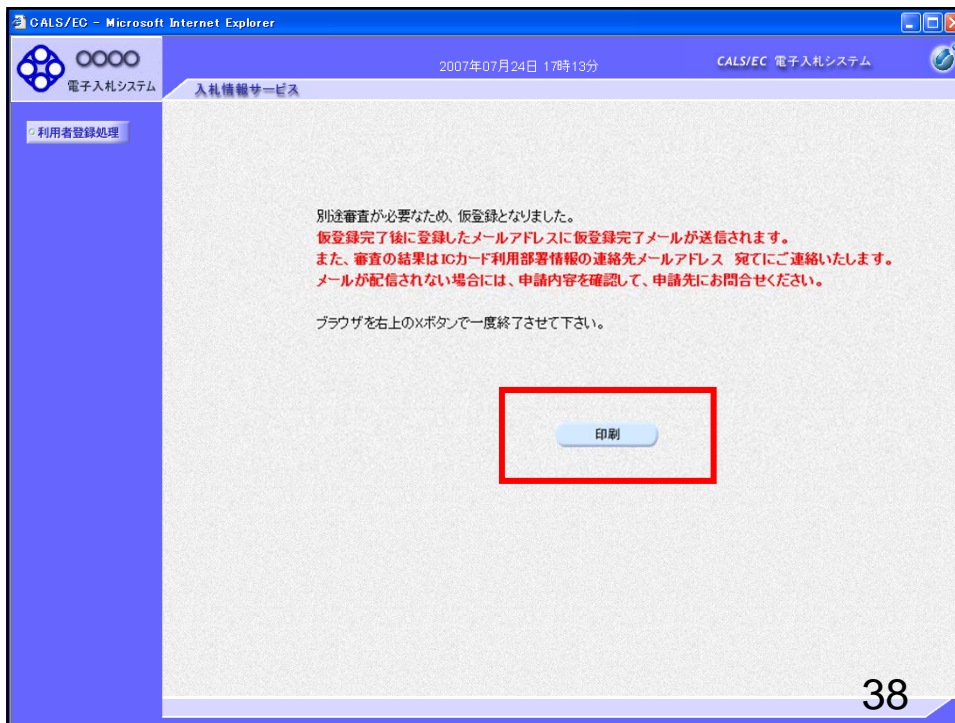 CALS/EC - Microsoft Internet Explorer
○○○○
電子入札システム
2007年07月24日 17時13分
CALS/EC 電子入札システム
入札情報サービス
利用者登録処理
別途審査が必要なため、仮登録となりました。
仮登録完了後に登録したメールアドレスに仮登録完了メールが送信されます。
また、審査の結果はICカード利用部署情報の連絡先メールアドレス 宛てにご連絡いたします。
メールが配信されない場合には、申請内容を確認して、申請先にお問合せください。
ブラウザを右上の×ボタンで一度終了させて下さい。
印刷
38